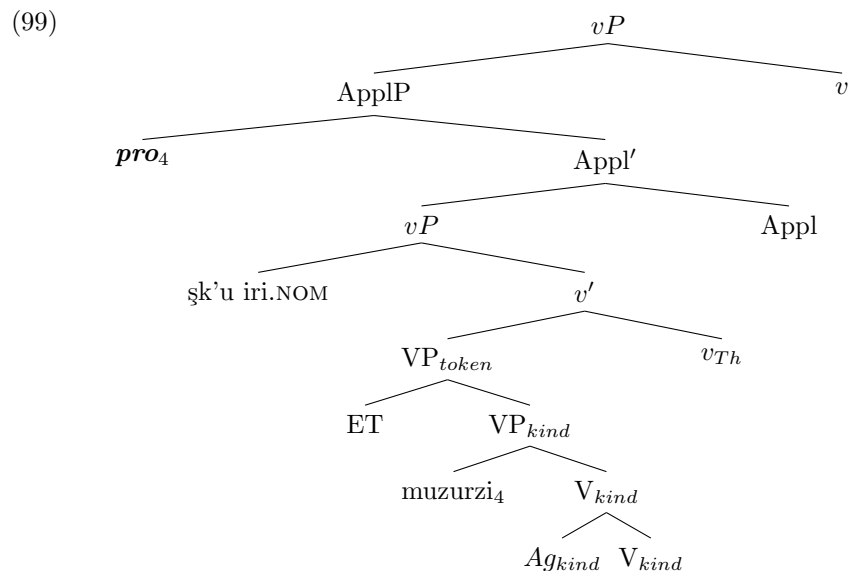 (99)
vP
ApplP v
pro₄ Appl′
vP Appl
şk'u iri.NOM v′
VPtoken vTh
ET VPkind
muzurzi₄ Vkind
Agkind Vkind